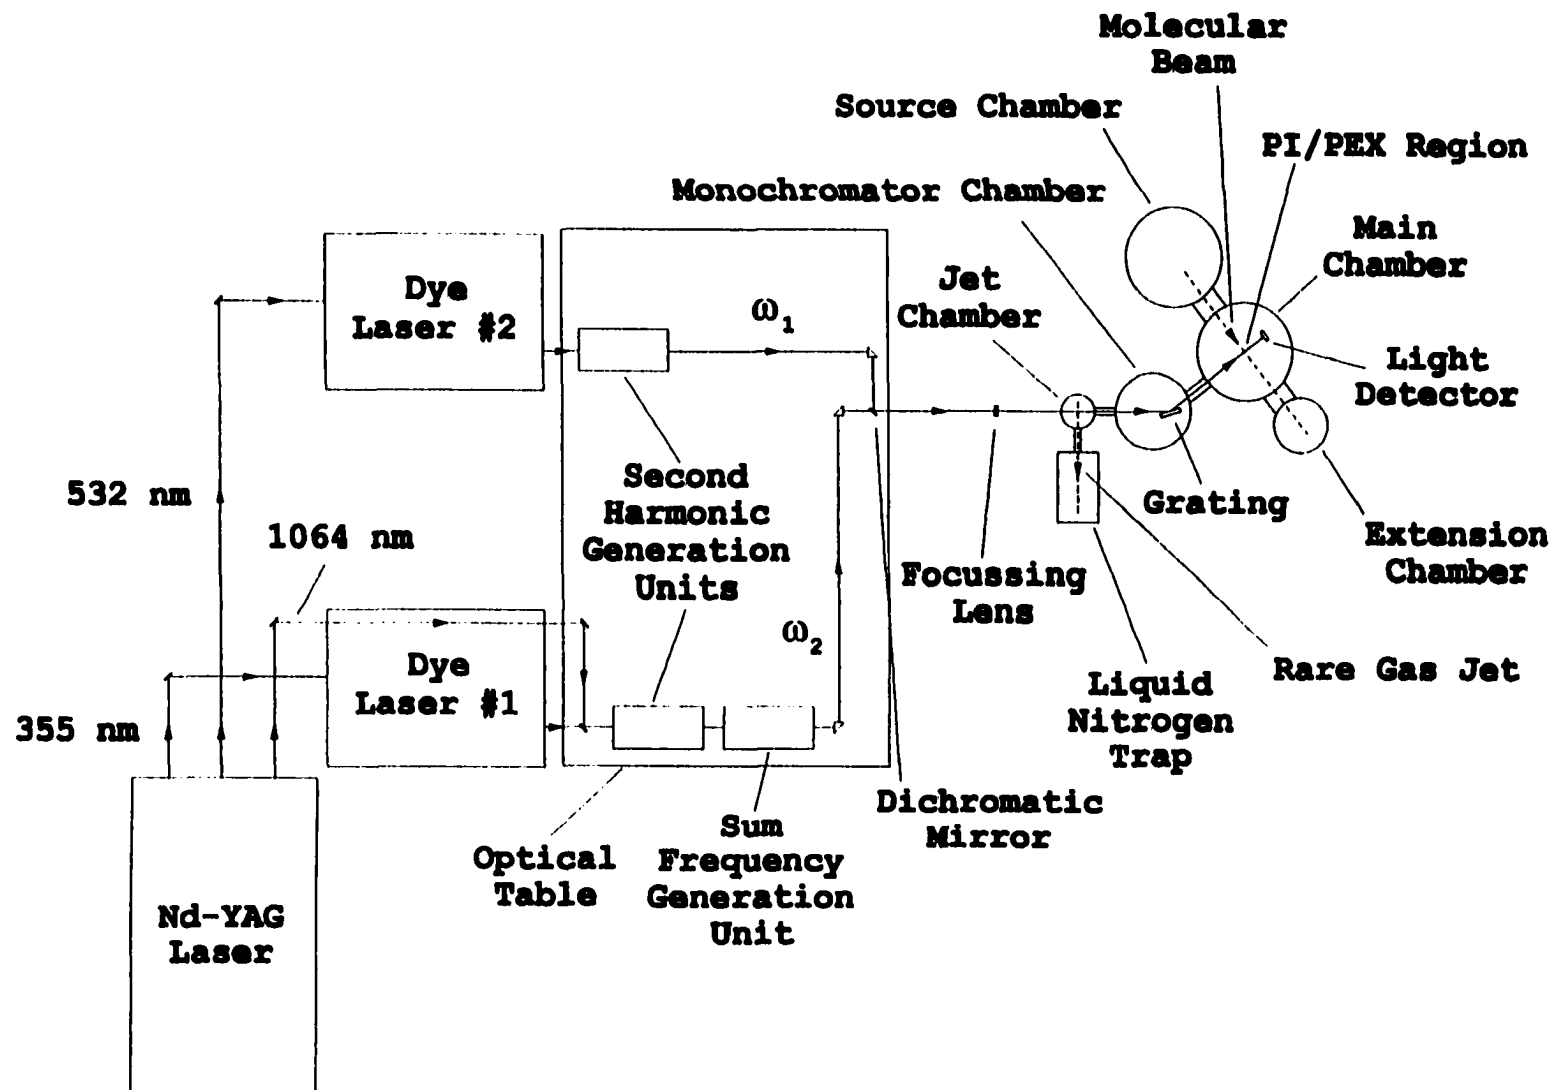 Molecular
Beam
Source Chamber
PI/PEX Region
Monochromator Chamber
Main
Chamber
Jet
Chamber
Dye
Laser #2
ω1
Light
Detector
Second
Harmonic
Generation
Units
532 nm
Grating
1064 nm
Extension
Chamber
Focussing
Lens
ω2
Dye
Laser #1
Rare Gas Jet
Liquid
Nitrogen
Trap
355 nm
Dichromatic
Mirror
Sum
Frequency
Generation
Unit
Optical
Table
Nd-YAG
Laser